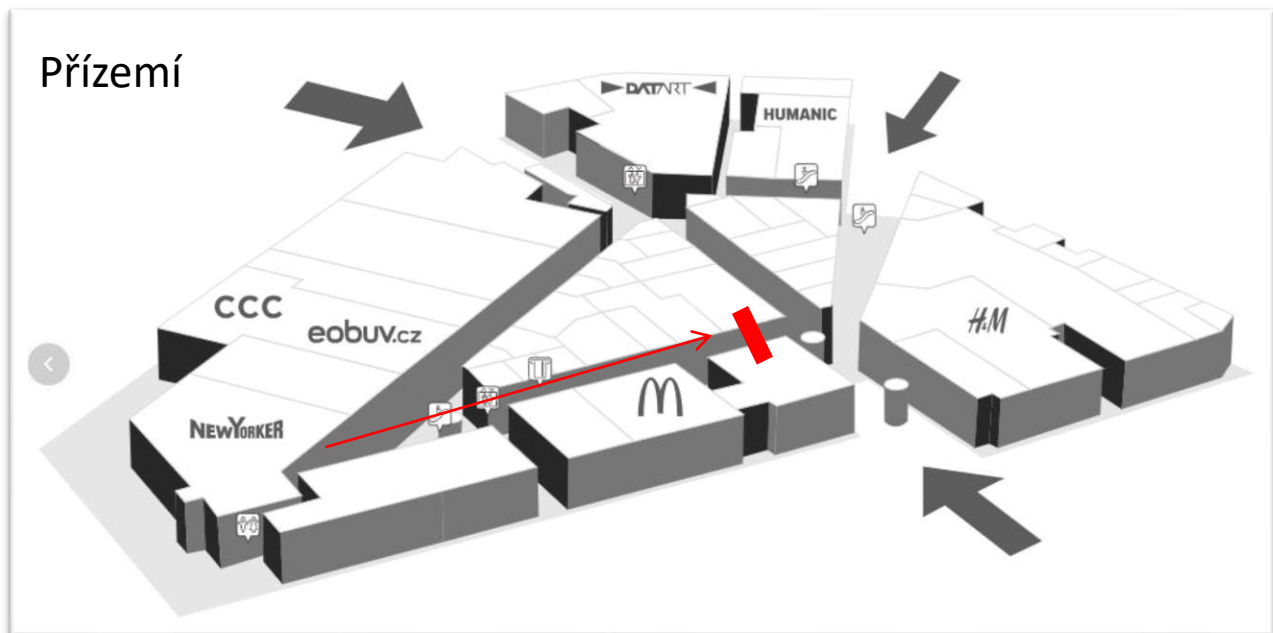 Přízemí
DATART
HUMANIC
CCC
eobuv.cz
H&M
NEWYORKER